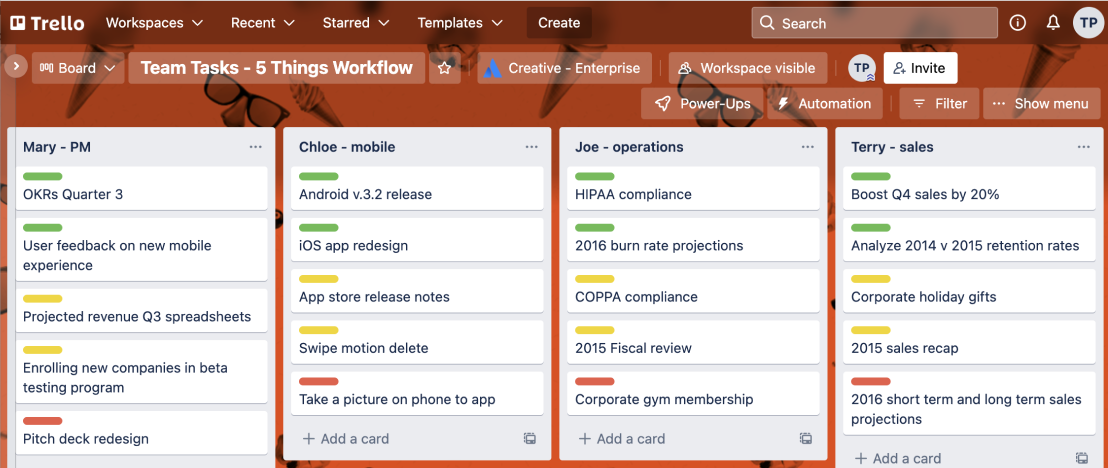 Trello Workspaces Recent Starred Templates Create Search TP
Board Team Tasks - 5 Things Workflow Creative - Enterprise Workspace visible TP Invite
Power-Ups Automation Filter Show menu
Mary - PM
OKRs Quarter 3
User feedback on new mobile
experience
Projected revenue Q3 spreadsheets
Enrolling new companies in beta
testing program
Pitch deck redesign
Chloe - mobile
Android v.3.2 release
iOS app redesign
App store release notes
Swipe motion delete
Take a picture on phone to app
+ Add a card
Joe - operations
HIPAA compliance
2016 burn rate projections
COPPA compliance
2015 Fiscal review
Corporate gym membership
+ Add a card
Terry - sales
Boost Q4 sales by 20%
Analyze 2014 v 2015 retention rates
Corporate holiday gifts
2015 sales recap
2016 short term and long term sales
projections
+ Add a card